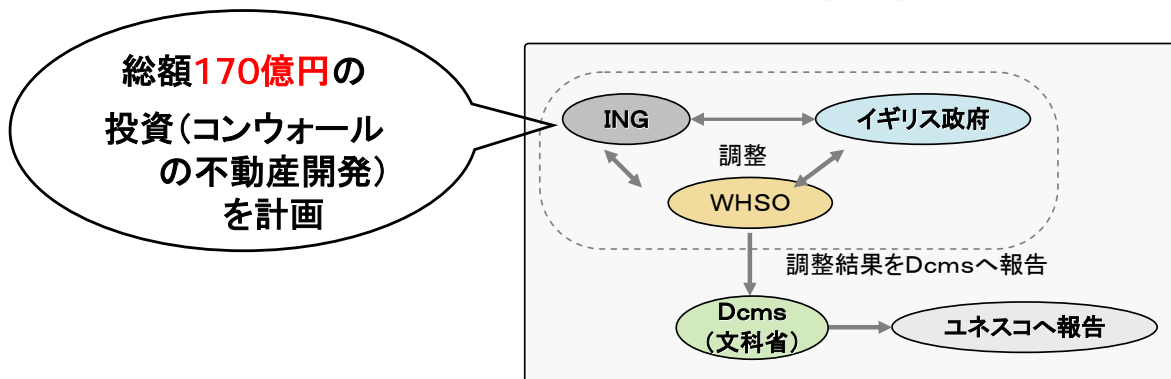 総額170億円の
投資(コンウォール
の不動産開発)
を計画
ING
イギリス政府
調整
WHSO
調整結果をDcmsへ報告
Dcms
(文科省)
ユネスコへ報告